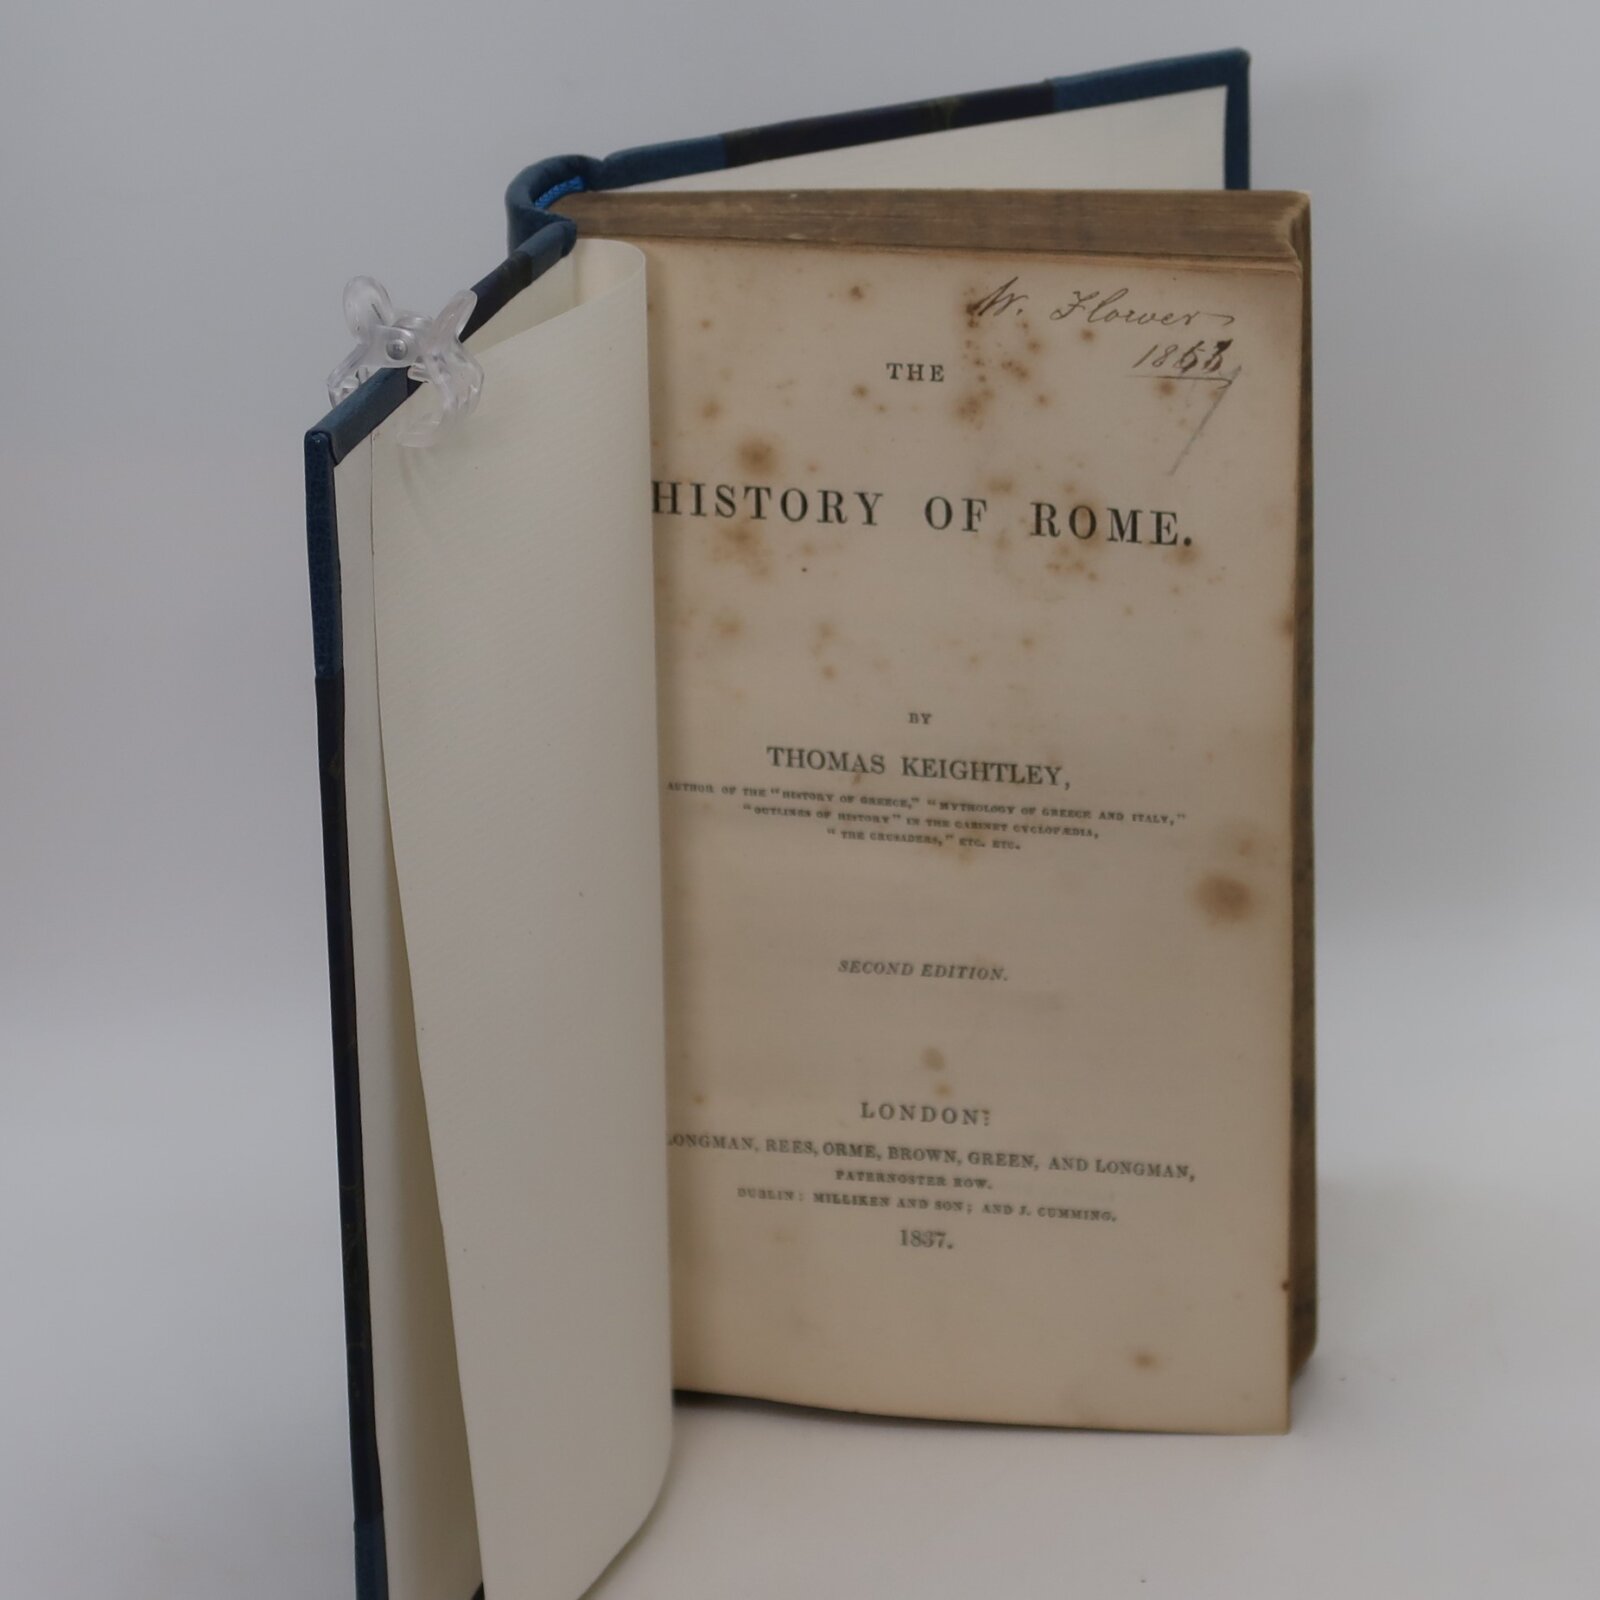 W. Flower
1853
THE
HISTORY OF ROME.
BY
THOMAS KEIGHTLEY,
AUTHOR OF THE "HISTORY OF GREECE," "MYTHOLOGY OF GREECE AND ITALY,"
"OUTLINES OF HISTORY" IN THE CABINET CYCLOPÆDIA,
"THE CRUSADERS," ETC. ETC.
SECOND EDITION.
LONDON:
LONGMAN, REES, ORME, BROWN, GREEN, AND LONGMAN,
PATERNOSTER ROW.
DUBLIN: MILLIKEN AND SON; AND J. CUMMING.
1837.